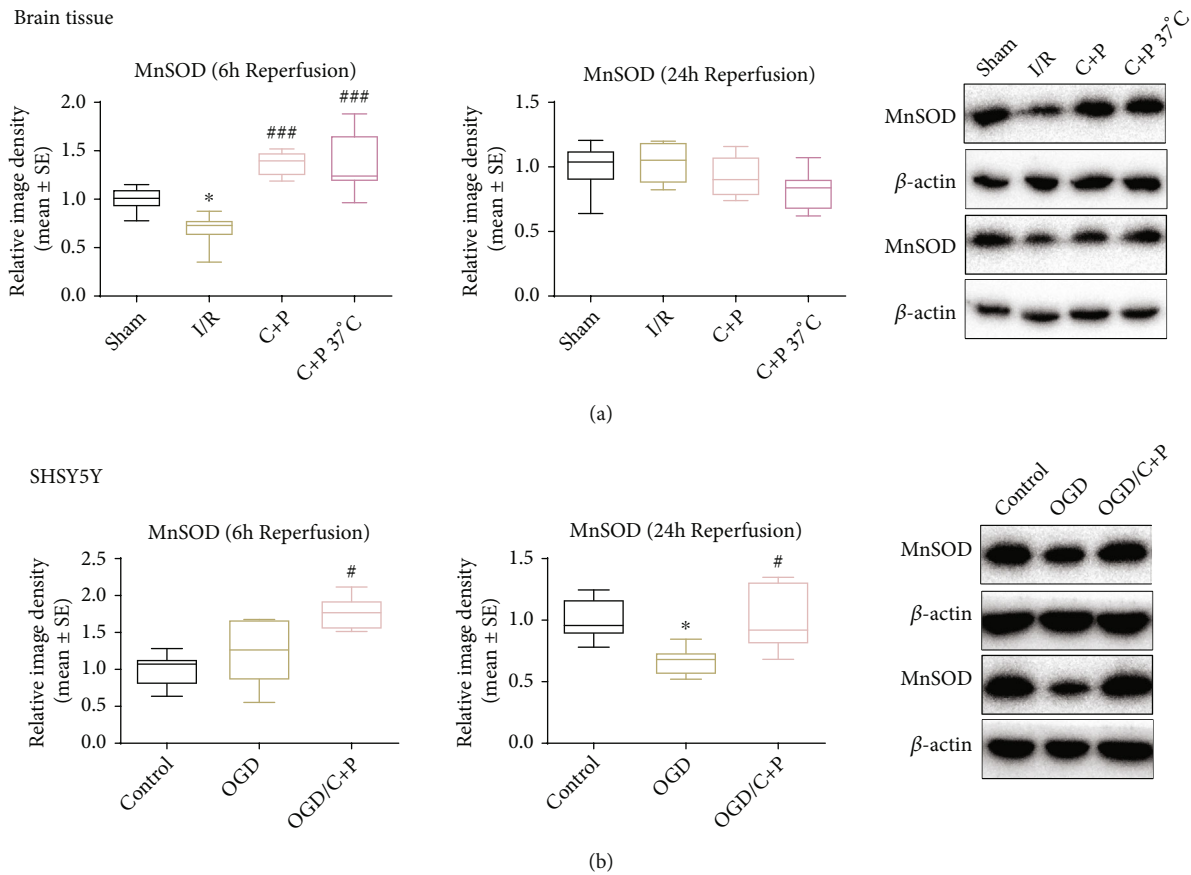 Brain tissue
MnSOD (6h Reperfusion)
Relative image density
(mean ± SE)
2.0
1.5
1.0
0.5
0.0
*
###
###
Sham
I/R
C+P
C+P 37°C
MnSOD (24h Reperfusion)
Relative image density
(mean ± SE)
1.5
1.0
0.5
0.0
Sham
I/R
C+P
C+P 37°C
Sham
I/R
C+P
C+P 37°C
MnSOD
β-actin
MnSOD
β-actin
(a)
SHSY5Y
MnSOD (6h Reperfusion)
Relative image density
(mean ± SE)
2.5
2.0
1.5
1.0
0.5
0.0
#
Control
OGD
OGD/C+P
MnSOD (24h Reperfusion)
Relative image density
(mean ± SE)
1.5
1.0
0.5
0.0
*
#
Control
OGD
OGD/C+P
Control
OGD
OGD/C+P
MnSOD
β-actin
MnSOD
β-actin
(b)